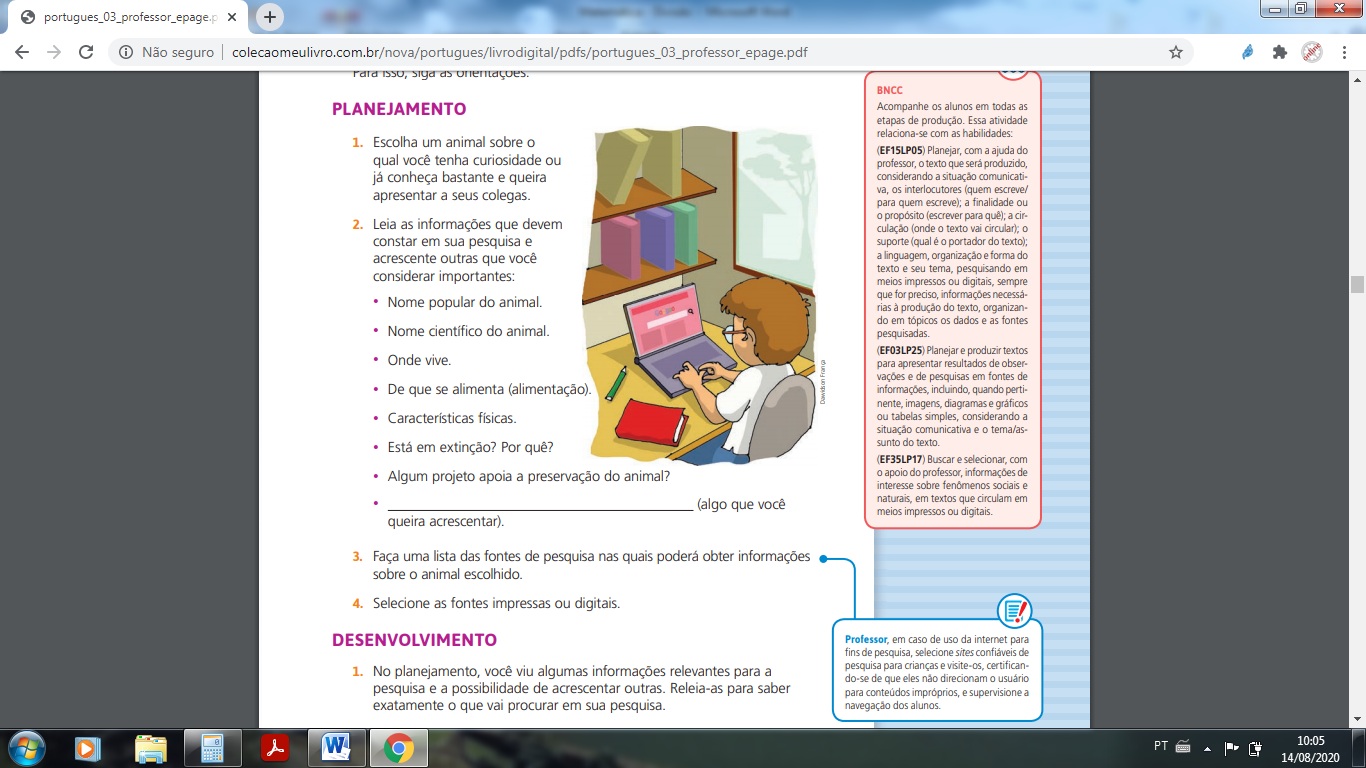 portugues_03_professor_epage.p
Não seguro
colecaomeulivro.com.br/nova/portugues/livrodigital/pdfs/portugues_03_professor_epage.pdf
Para isso, siga as orientações.
PLANEJAMENTO
1. Escolha um animal sobre o
qual você tenha curiosidade ou
já conheça bastante e queira
apresentar a seus colegas.
2. Leia as informações que devem
constar em sua pesquisa e
acrescente outras que você
considerar importantes:
• Nome popular do animal.
• Nome científico do animal.
• Onde vive.
• De que se alimenta (alimentação).
• Características físicas.
• Está em extinção? Por quê?
• Algum projeto apoia a preservação do animal?
• ________________________________________ (algo que você
queira acrescentar).
3. Faça uma lista das fontes de pesquisa nas quais poderá obter informações
sobre o animal escolhido.
4. Selecione as fontes impressas ou digitais.
DESENVOLVIMENTO
1. No planejamento, você viu algumas informações relevantes para a
pesquisa e a possibilidade de acrescentar outras. Releia-as para saber
exatamente o que vai procurar em sua pesquisa.
Dawidson França
BNCC
Acompanhe os alunos em todas as
etapas de produção. Essa atividade
relaciona-se com as habilidades:
(EF15LP05) Planejar, com a ajuda do
professor, o texto que será produzido,
considerando a situação comunicati-
va, os interlocutores (quem escreve/
para quem escreve); a finalidade ou
o propósito (escrever para quê); a cir-
culação (onde o texto vai circular); o
suporte (qual é o portador do texto);
a linguagem, organização e forma do
texto e seu tema, pesquisando em
meios impressos ou digitais, sempre
que for preciso, informações necessá-
rias à produção do texto, organizan-
do em tópicos os dados e as fontes
pesquisadas.
(EF03LP25) Planejar e produzir textos
para apresentar resultados de obser-
vações e de pesquisas em fontes de
informações, incluindo, quando perti-
nente, imagens, diagramas e gráficos
ou tabelas simples, considerando a
situação comunicativa e o tema/as-
sunto do texto.
(EF35LP17) Buscar e selecionar, com
o apoio do professor, informações de
interesse sobre fenômenos sociais e
naturais, em textos que circulam em
meios impressos ou digitais.
Professor, em caso de uso da internet para
fins de pesquisa, selecione sites confiáveis de
pesquisa para crianças e visite-os, certifican-
do-se de que eles não direcionam o usuário
para conteúdos impróprios, e supervisione a
navegação dos alunos.
PT
10:05
14/08/2020